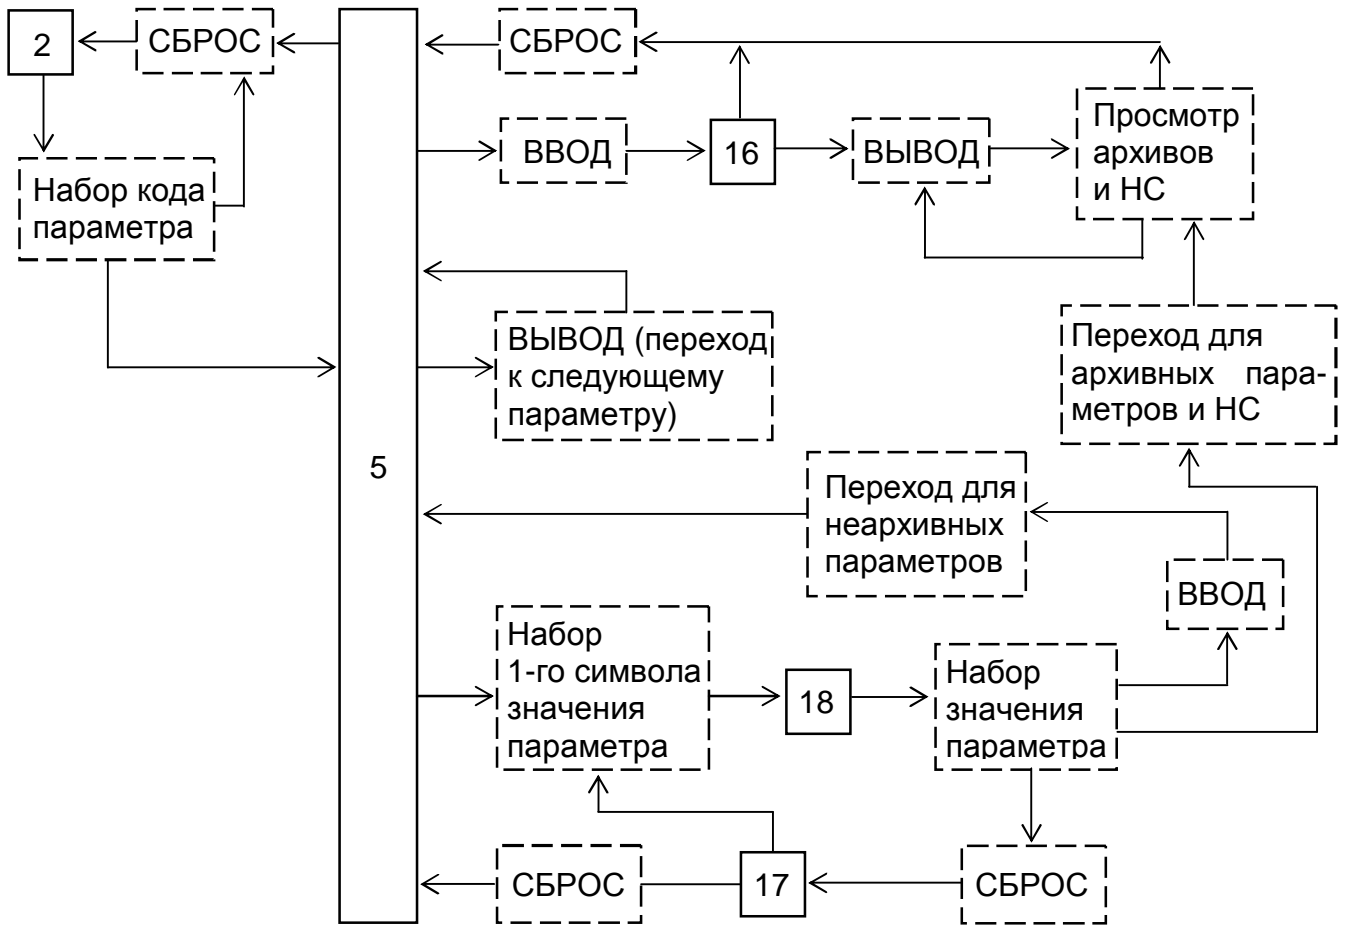 2
СБРОС
СБРОС
ВВОД
16
ВЫВОД
Просмотр
архивов
и НС
Набор кода
параметра
ВЫВОД (переход
к следующему
параметру)
Переход для
архивных пара-
метров и НС
5
Переход для
неархивных
параметров
ВВОД
Набор
1-го символа
значения
параметра
18
Набор
значения
параметра
СБРОС
17
СБРОС